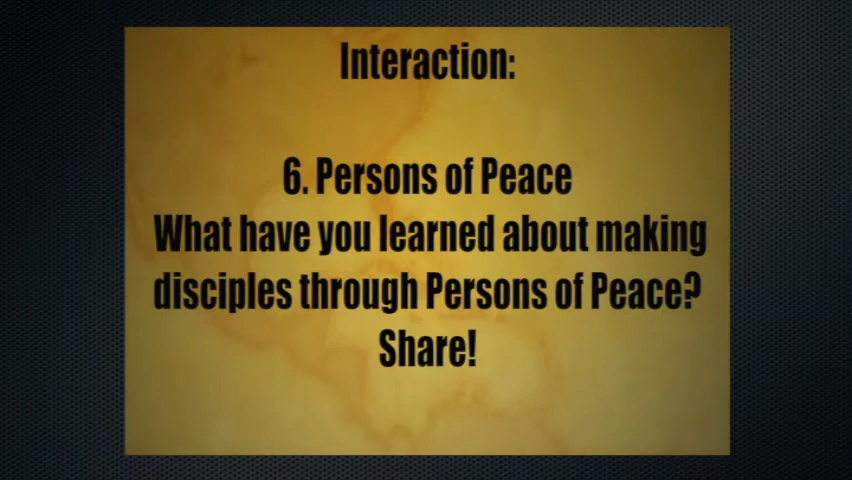 Interaction:
6. Persons of Peace
What have you learned about making
disciples through Persons of Peace?
Share!